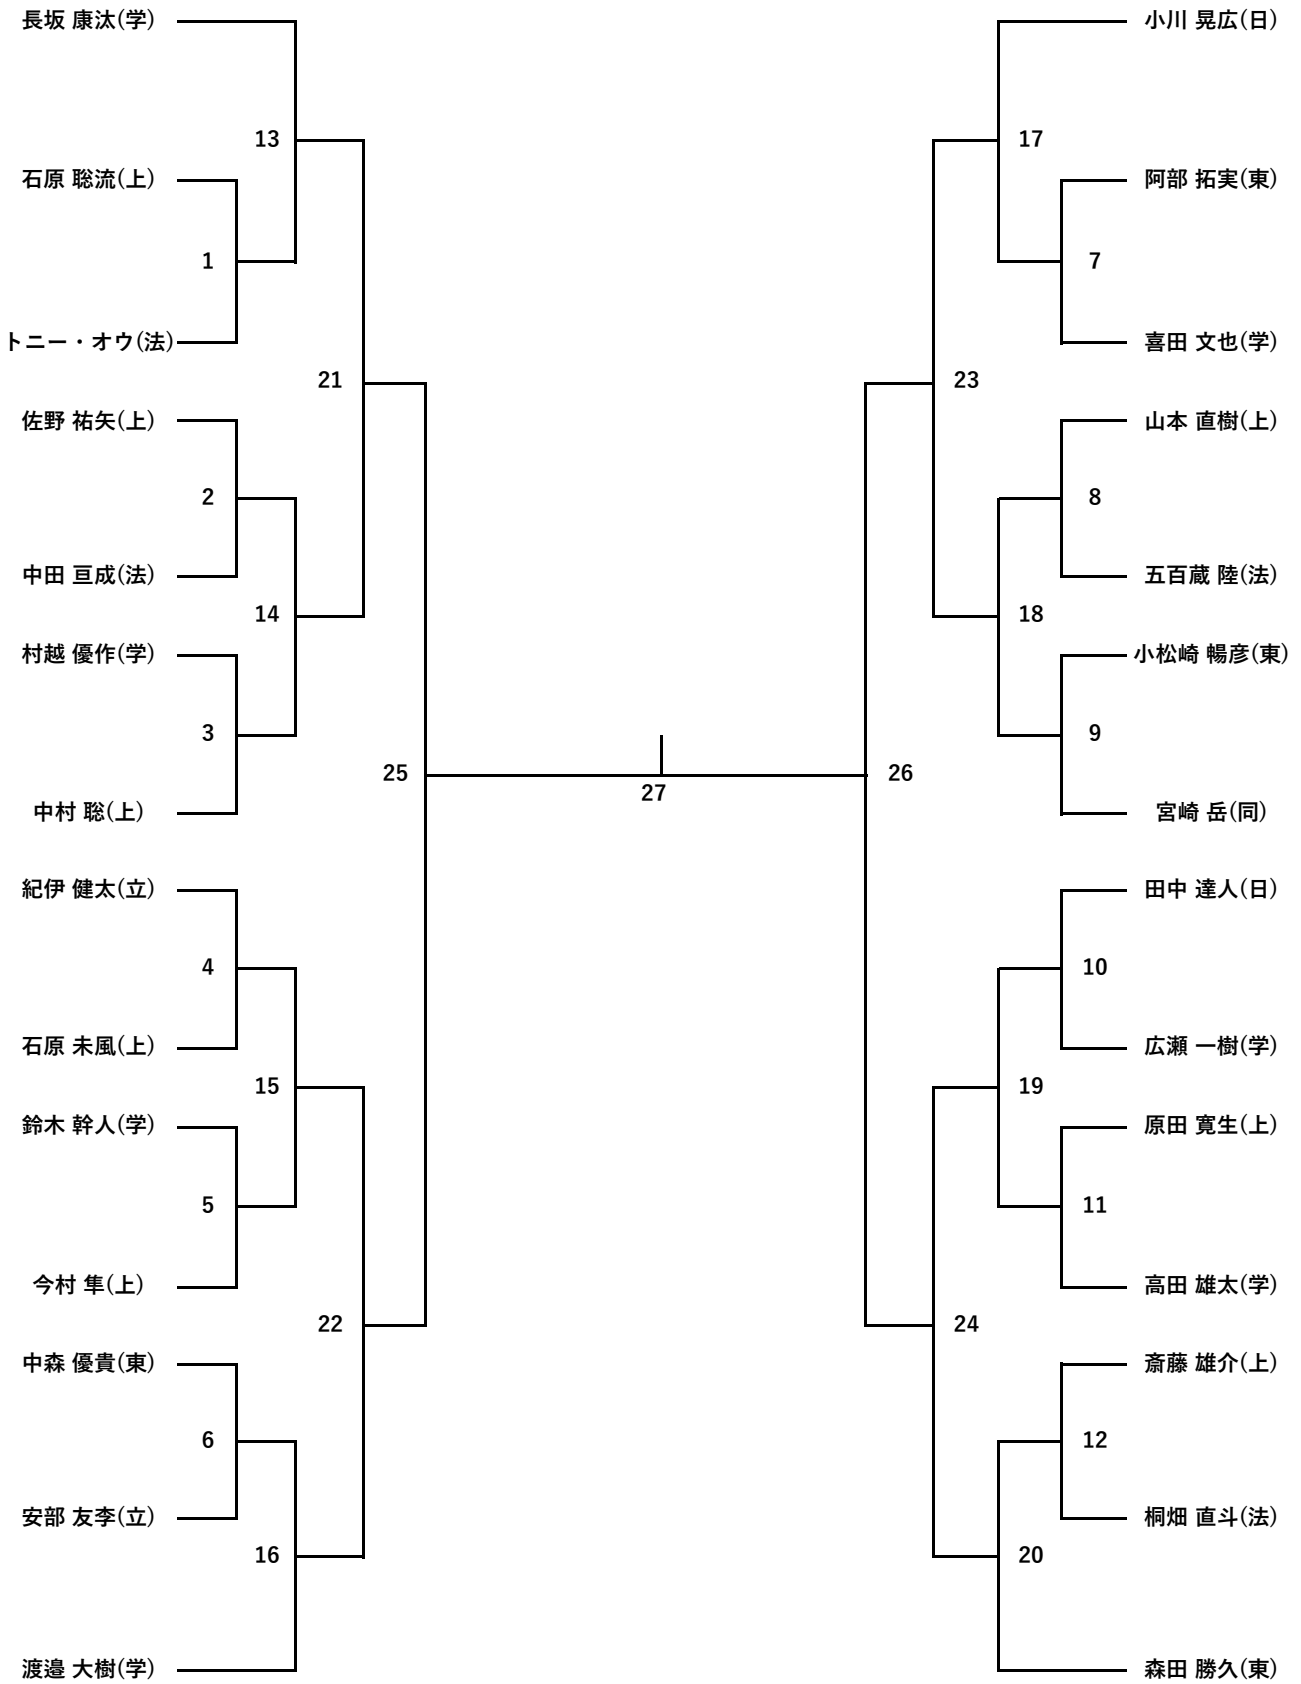 長坂 康汰(学)
13
石原 聡流(上)
1
トニー・オウ(法)
21
佐野 祐矢(上)
2
中田 亘成(法)
14
村越 優作(学)
3
中村 聡(上)
25
紀伊 健太(立)
4
石原 未風(上)
15
鈴木 幹人(学)
5
今村 隼(上)
22
中森 優貴(東)
6
安部 友李(立)
16
渡邉 大樹(学)
27
小川 晃広(日)
17
阿部 拓実(東)
7
喜田 文也(学)
23
山本 直樹(上)
8
五百蔵 陸(法)
18
小松崎 暢彦(東)
9
宮崎 岳(同)
26
田中 達人(日)
10
広瀬 一樹(学)
19
原田 寛生(上)
11
高田 雄太(学)
24
斎藤 雄介(上)
12
桐畑 直斗(法)
20
森田 勝久(東)